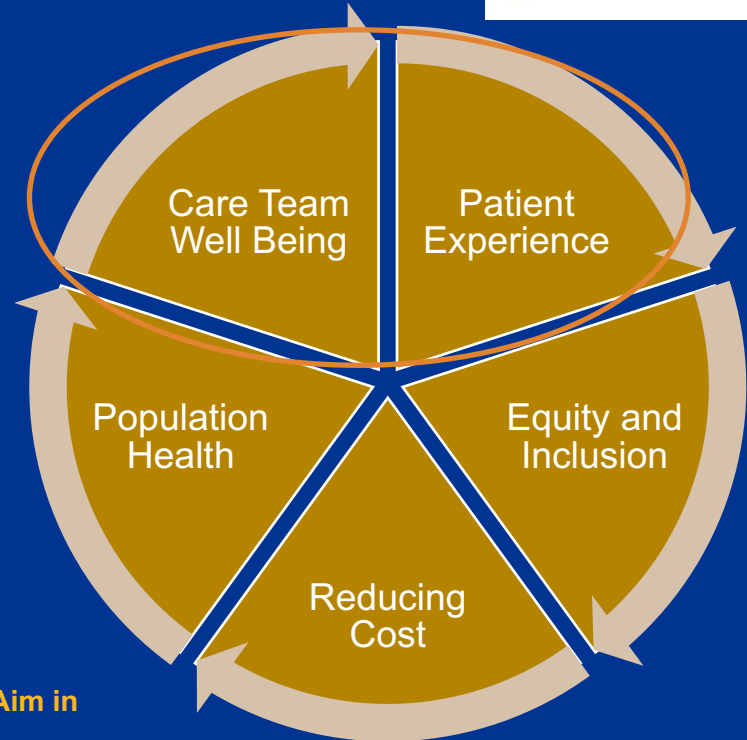 Care Team
Well Being
Patient
Experience
Population
Health
Equity and
Inclusion
Reducing
Cost
Aim in